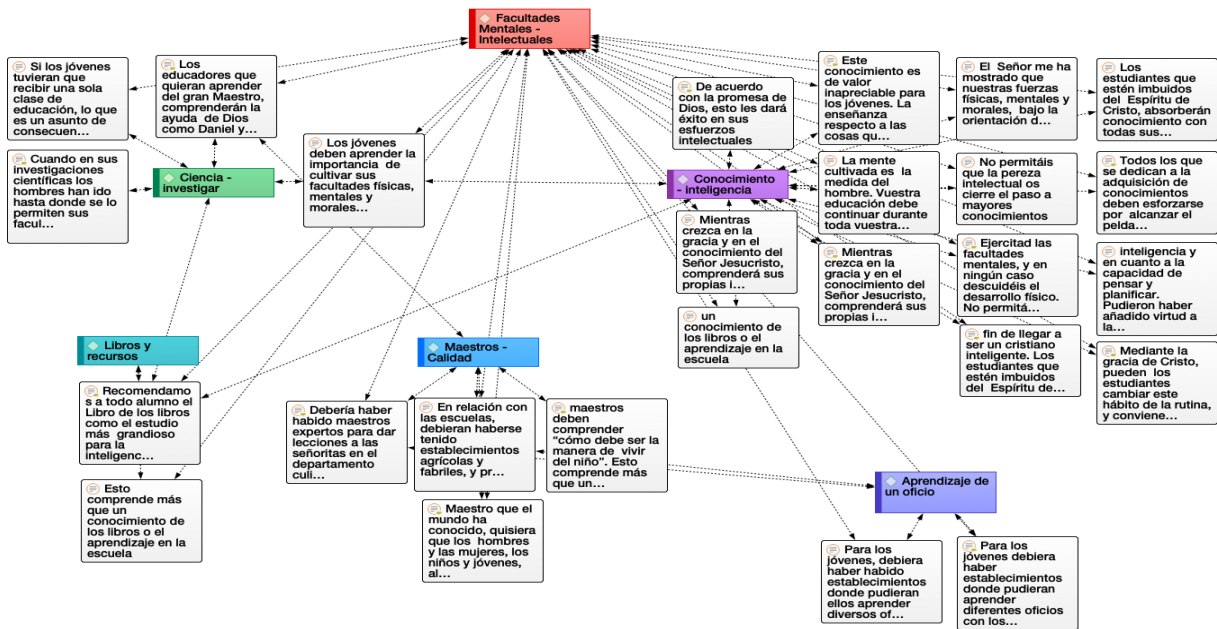 Facultades
Mentales -
Intelectuales
Si los jóvenes
tuvieran que
recibir una sola
clase de
educación, lo que
es un asunto de
consecuen...
Los
educadores que
quieran aprender
del gran Maestro,
comprenderán la
ayuda de Dios
como Daniel y...
Los jóvenes
deben aprender la
importancia de
cultivar sus
facultades físicas,
mentales y
morales...
Cuando en sus
investigaciones
científicas los
hombres han ido
hasta donde se lo
permiten sus
facul...
Ciencia -
investigar
De acuerdo
con la promesa de
Dios, esto les dará
éxito en sus
esfuerzos
intelectuales
Este
conocimiento es
de valor
inapreciable para
los jóvenes. La
enseñanza
respecto a las
cosas qu...
El Señor me ha
mostrado que
nuestras fuerzas
físicas, mentales y
morales, bajo la
orientación d...
Los
estudiantes que
estén imbuidos
del Espíritu de
Cristo, absorberán
conocimiento con
todas sus...
Conocimiento
- inteligencia
La mente
cultivada es la
medida del
hombre. Vuestra
educación debe
continuar durante
toda vuestra...
No permitáis
que la pereza
intelectual os
cierre el paso a
mayores
conocimientos
Todos los que
se dedican a la
adquisición de
conocimientos
deben esforzarse
por alcanzar el
pelda...
Mientras
crezca en la
gracia y en el
conocimiento del
Señor Jesucristo,
comprenderá sus
propias i...
Mientras
crezca en la
gracia y en el
conocimiento del
Señor Jesucristo,
comprenderá sus
propias i...
Ejercitad las
facultades
mentales, y en
ningún caso
descuidéis el
desarrollo físico.
No permitá...
inteligencia y
en cuanto a la
capacidad de
pensar y
planificar.
Pudieron haber
añadido virtud a
la...
un
conocimiento de
los libros o el
aprendizaje en la
escuela
fin de llegar a
ser un cristiano
inteligente. Los
estudiantes que
estén imbuidos
del Espíritu de...
Mediante la
gracia de Cristo,
pueden los
estudiantes
cambiar este
hábito de la rutina,
y conviene...
Libros y
recursos
Recomendamo
s a todo alumno el
Libro de los libros
como el estudio
más grandioso
para la
inteligenc...
Esto
comprende más
que un
conocimiento de
los libros o el
aprendizaje en la
escuela
Maestros -
Calidad
Debería haber
habido maestros
expertos para dar
lecciones a las
señoritas en el
departamento
culi...
En relación con
las escuelas,
debieran haberse
tenido
establecimientos
agrícolas y
fabriles, y pr...
maestros
deben
comprender
“cómo debe ser la
manera de vivir
del niño”. Esto
comprende más
que un...
Maestro que el
mundo ha
conocido, quisiera
que los hombres
y las mujeres, los
niños y jóvenes,
al...
Aprendizaje de
un oficio
Para los
jóvenes, debiera
haber habido
establecimientos
donde pudieran
ellos aprender
diversos of...
Para los
jóvenes debiera
haber
establecimientos
donde pudieran
aprender
diferentes oficios
con los...